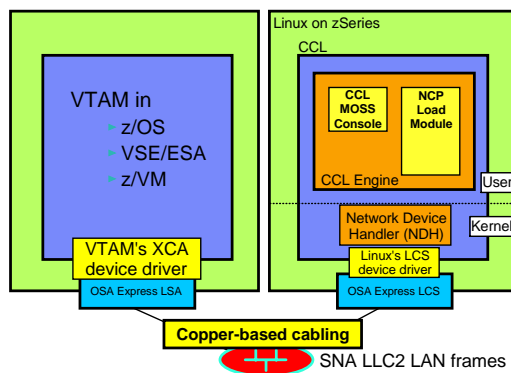 VTAM in
z/OS
VSE/ESA
z/VM
VTAM's XCA
device driver
OSA Express LSA
Linux on zSeries
CCL
CCL
MOSS
Console
NCP
Load
Module
CCL Engine
User
Kernel
Network Device
Handler (NDH)
Linux's LCS
device driver
OSA Express LCS
Copper-based cabling
SNA LLC2 LAN frames